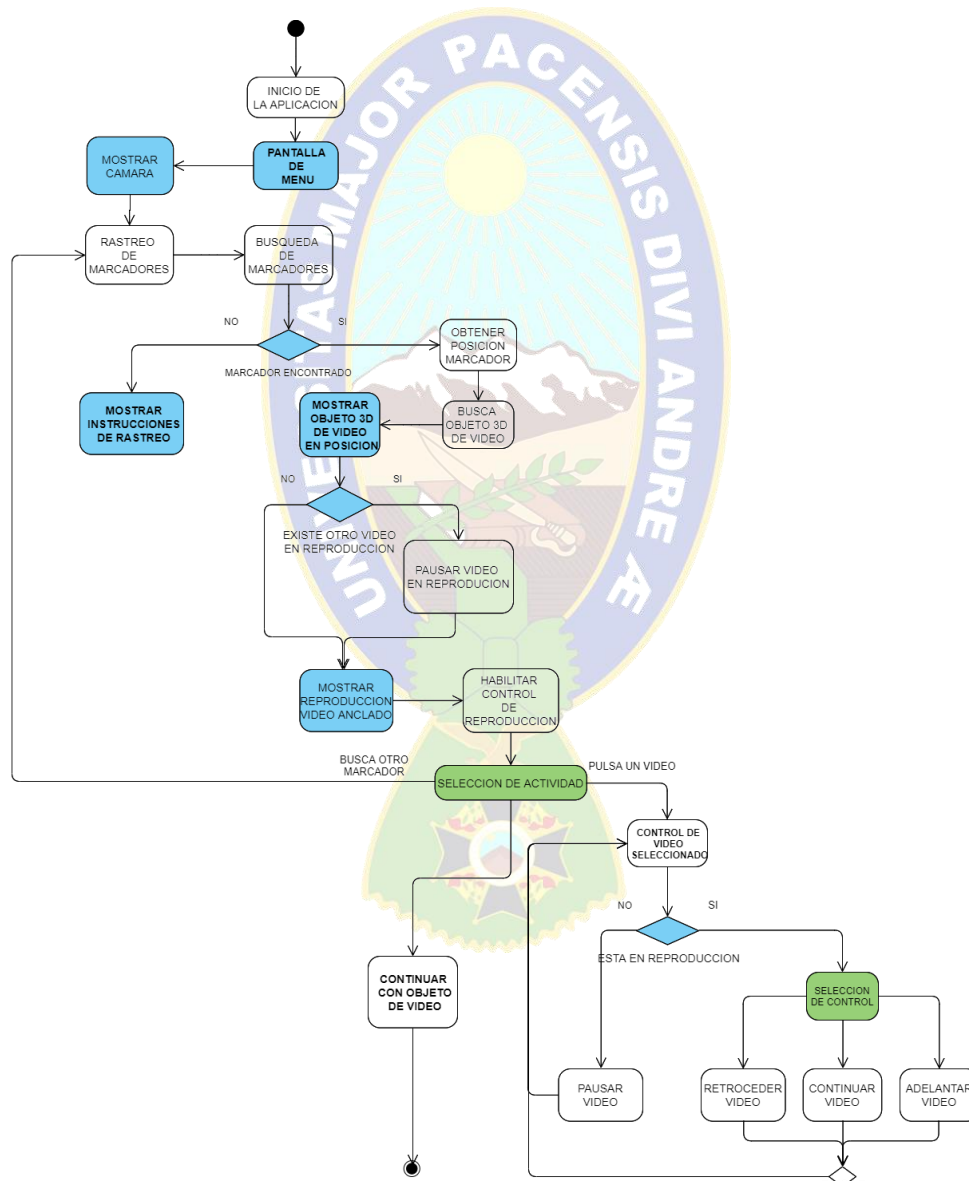 UNIVERSITAS MAJOR PACENSIS DIVI ANDRE Æ
INICIO DE
LA APLICACION
PANTALLA
DE
MENU
MOSTRAR
CAMARA
RASTREO
DE
MARCADORES
BUSQUEDA
DE
MARCADORES
NO
SI
MARCADOR ENCONTRADO
OBTENER
POSICION
MARCADOR
MOSTRAR
INSTRUCCIONES
DE RASTREO
MOSTRAR
OBJETO 3D
DE VIDEO
EN POSICION
BUSCA
OBJETO 3D
DE VIDEO
NO
SI
EXISTE OTRO VIDEO
EN REPRODUCCION
PAUSAR VIDEO
EN REPRODUCION
MOSTRAR
REPRODUCCION
VIDEO ANCLADO
HABILITAR
CONTROL
DE
REPRODUCCION
BUSCA OTRO
MARCADOR
SELECCION DE ACTIVIDAD
PULSA UN VIDEO
CONTROL DE
VIDEO
SELECCIONADO
NO
SI
ESTA EN REPRODUCCION
CONTINUAR
CON OBJETO
DE VIDEO
SELECCION
DE CONTROL
PAUSAR
VIDEO
RETROCEDER
VIDEO
CONTINUAR
VIDEO
ADELANTAR
VIDEO